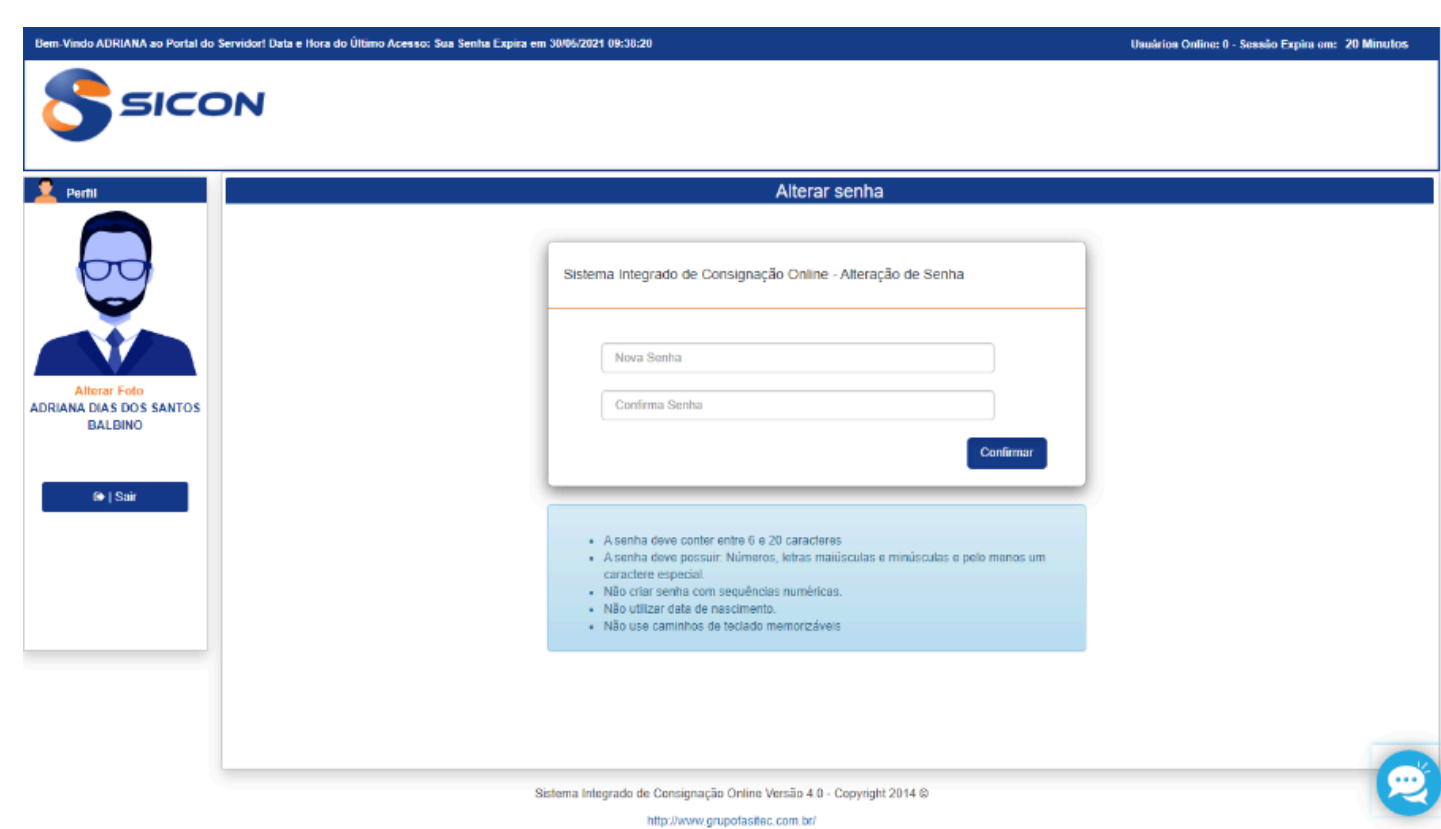 Bem-Vindo ADRIANA ao Portal do Servidor! Data e Hora do Último Acesso: Sua Senha Expira em 30/05/2021 09:38:20
Usuários Online: 0 - Sessão Expira em: 20 Minutos
SICON
Perfil
Alterar senha
Sistema Integrado de Consignação Online - Alteração de Senha
Nova Senha
Confirma Senha
Confirmar
Alterar Foto
ADRIANA DIAS DOS SANTOS
BALBINO
| Sair
• A senha deve conter entre 6 e 20 caracteres
• A senha deve possuir: Números, letras maiúsculas e minúsculas e pelo menos um
caractere especial.
• Não criar senha com sequências numéricas.
• Não utilizar data de nascimento.
• Não use caminhos de teclado memorizáveis
Sistema Integrado de Consignação Online Versão 4.0 - Copyright 2014 ©
http://www.grupofasitec.com.br/